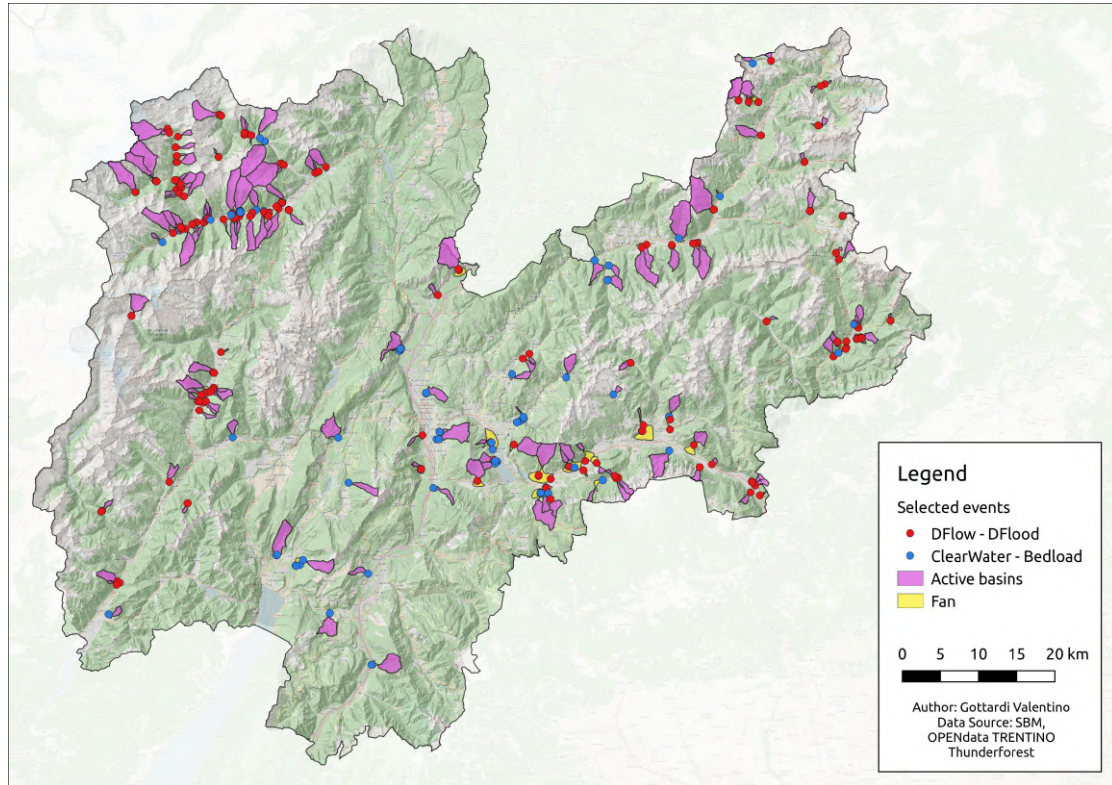 Legend
Selected events
DFlow - DFlood
ClearWater - Bedload
Active basins
Fan
0 5 10 15 20 km
Author: Gottardi Valentino
Data Source: SBM,
OPENdata TRENTINO
Thunderforest